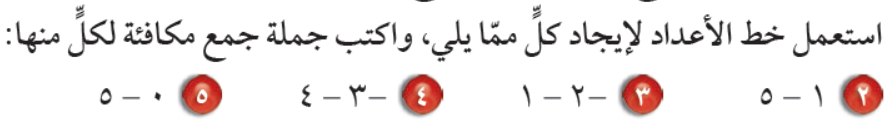 استعمل خط الأعداد لإيجاد كلٍّ ممّا يلي، واكتب جملة جمع مكافئة لكلٍّ منها:
٢ ١ – ٥ ٣ –٢ – ١ ٤ –٣ – ٤ ٥ ٠ – ٥